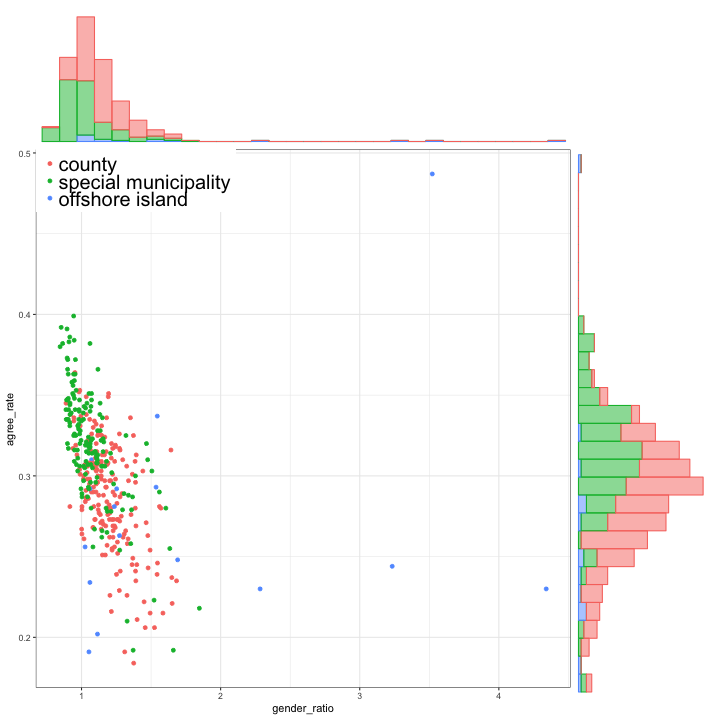 county
special municipality
offshore island
0.5
0.4
0.3
0.2
agree_rate
1
2
3
4
gender_ratio